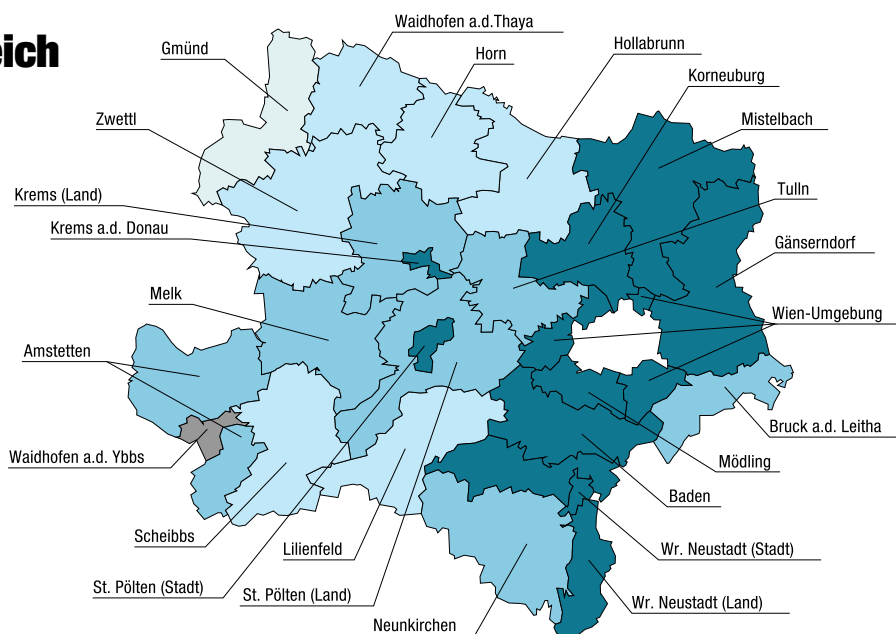 eich
Waidhofen a.d.Thaya
Gmünd
Horn
Hollabrunn
Korneuburg
Zwettl
Mistelbach
Krems (Land)
Tulln
Krems a.d. Donau
Gänserndorf
Melk
Wien-Umgebung
Amstetten
Bruck a.d. Leitha
Waidhofen a.d. Ybbs
Mödling
Baden
Scheibbs
Lilienfeld
Wr. Neustadt (Stadt)
St. Pölten (Stadt)
St. Pölten (Land)
Wr. Neustadt (Land)
Neunkirchen